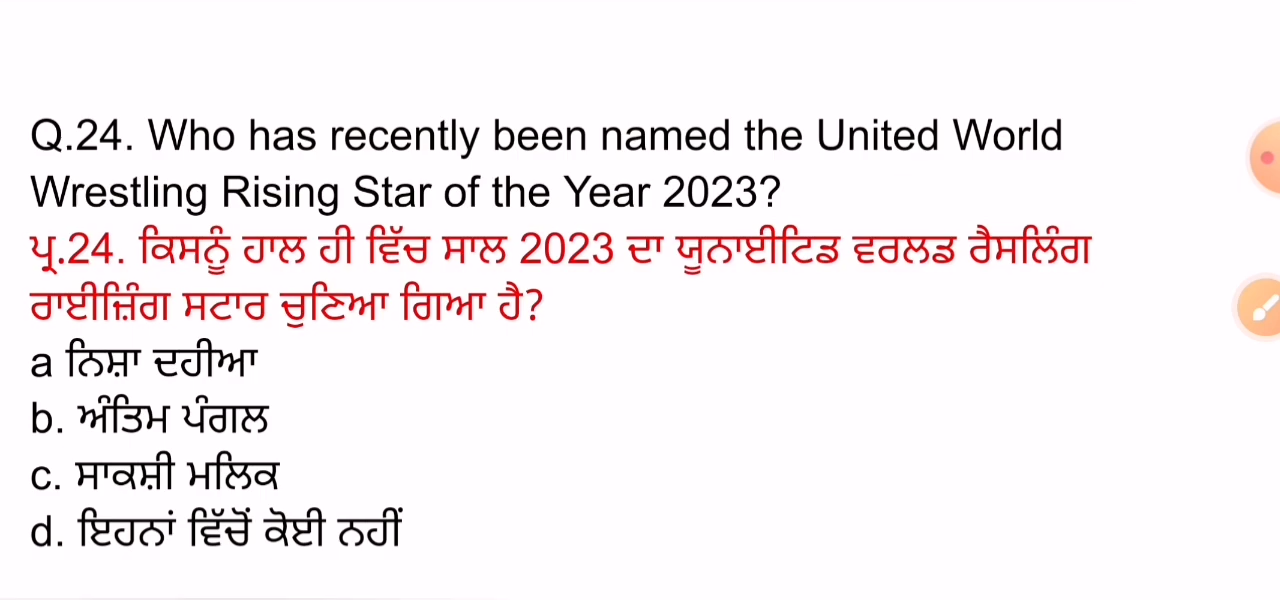 Q.24. Who has recently been named the United World
Wrestling Rising Star of the Year 2023?
ਪ੍ਰ.24. ਕਿਸਨੂੰ ਹਾਲ ਹੀ ਵਿੱਚ ਸਾਲ 2023 ਦਾ ਯੂਨਾਈਟਿਡ ਵਰਲਡ ਰੈਸਲਿੰਗ
ਰਾਈਜ਼ਿੰਗ ਸਟਾਰ ਚੁਣਿਆ ਗਿਆ ਹੈ?
a ਨਿਸ਼ਾ ਦਹੀਆ
b. ਅੰਤਿਮ ਪੰਗਲ
c. ਸਾਕਸ਼ੀ ਮਲਿਕ
d. ਇਹਨਾਂ ਵਿੱਚੋਂ ਕੋਈ ਨਹੀਂ